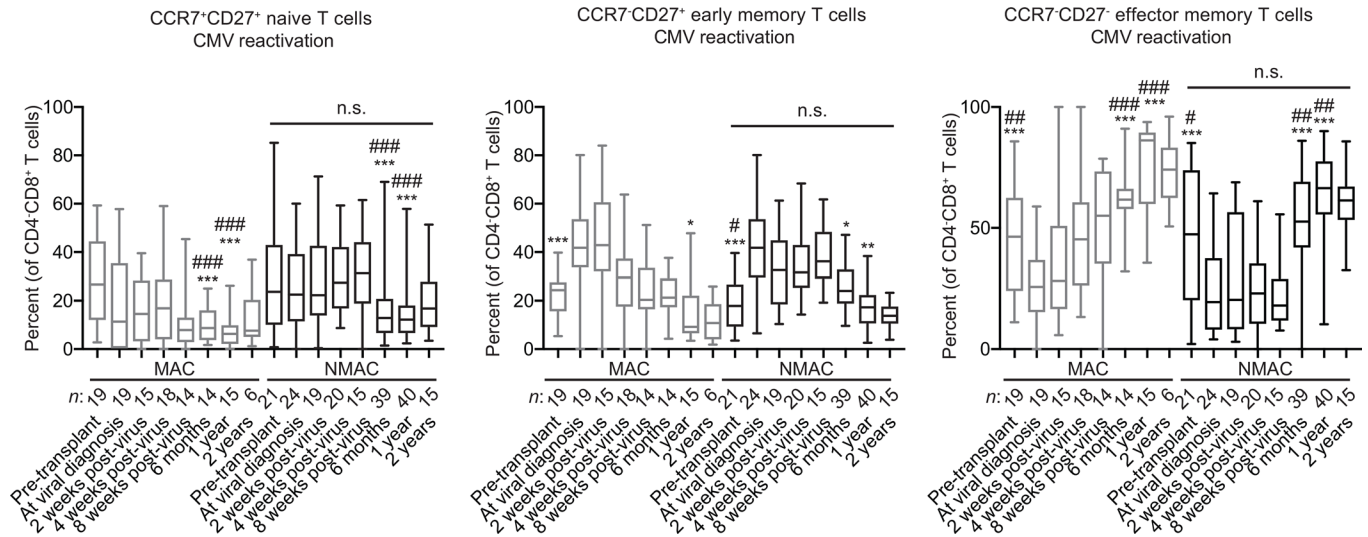 CCR7⁺CD27⁺ naive T cells
CMV reactivation
Percent (of CD4⁻CD8⁺ T cells)
100
80
60
40
20
0
n.s.
###
***
###
***
###
***
###
***
MAC
NMAC
n: 19 19 15 18 14 14 15 6 21 24 19 20 15 39 40 15
Pre-transplant
At viral diagnosis
2 weeks post-virus
4 weeks post-virus
8 weeks post-virus
6 months
1 year
2 years
Pre-transplant
At viral diagnosis
2 weeks post-virus
4 weeks post-virus
8 weeks post-virus
6 months
1 year
2 years
CCR7⁻CD27⁺ early memory T cells
CMV reactivation
Percent (of CD4⁻CD8⁺ T cells)
100
80
60
40
20
0
n.s.
***
*
#
***
*
**
MAC
NMAC
n: 19 19 15 18 14 14 15 6 21 24 19 20 15 39 40 15
Pre-transplant
At viral diagnosis
2 weeks post-virus
4 weeks post-virus
8 weeks post-virus
6 months
1 year
2 years
Pre-transplant
At viral diagnosis
2 weeks post-virus
4 weeks post-virus
8 weeks post-virus
6 months
1 year
2 years
CCR7⁻CD27⁻ effector memory T cells
CMV reactivation
Percent (of CD4⁻CD8⁺ T cells)
100
50
0
n.s.
##
***
###
***
###
***
#
***
##
***
##
***
MAC
NMAC
n: 19 19 15 18 14 14 15 6 21 24 19 20 15 39 40 15
Pre-transplant
At viral diagnosis
2 weeks post-virus
4 weeks post-virus
8 weeks post-virus
6 months
1 year
2 years
Pre-transplant
At viral diagnosis
2 weeks post-virus
4 weeks post-virus
8 weeks post-virus
6 months
1 year
2 years